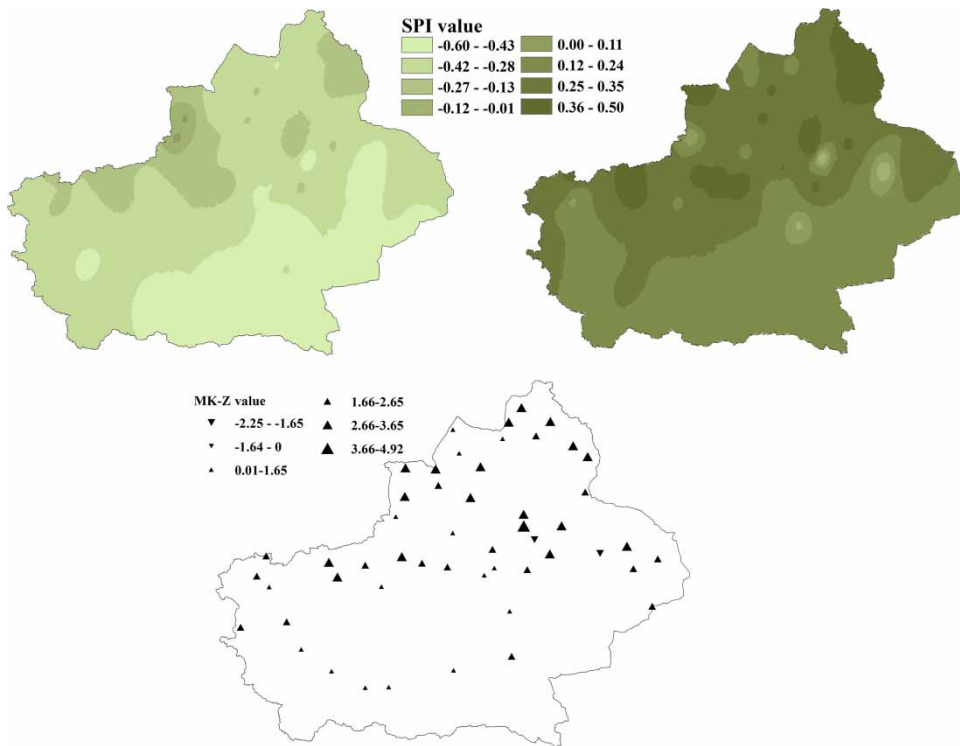 SPI value
-0.60 - -0.43
-0.42 - -0.28
-0.27 - -0.13
-0.12 - -0.01
0.00 - 0.11
0.12 - 0.24
0.25 - 0.35
0.36 - 0.50
MK-Z value
-2.25 - -1.65
-1.64 - 0
0.01-1.65
1.66-2.65
2.66-3.65
3.66-4.92